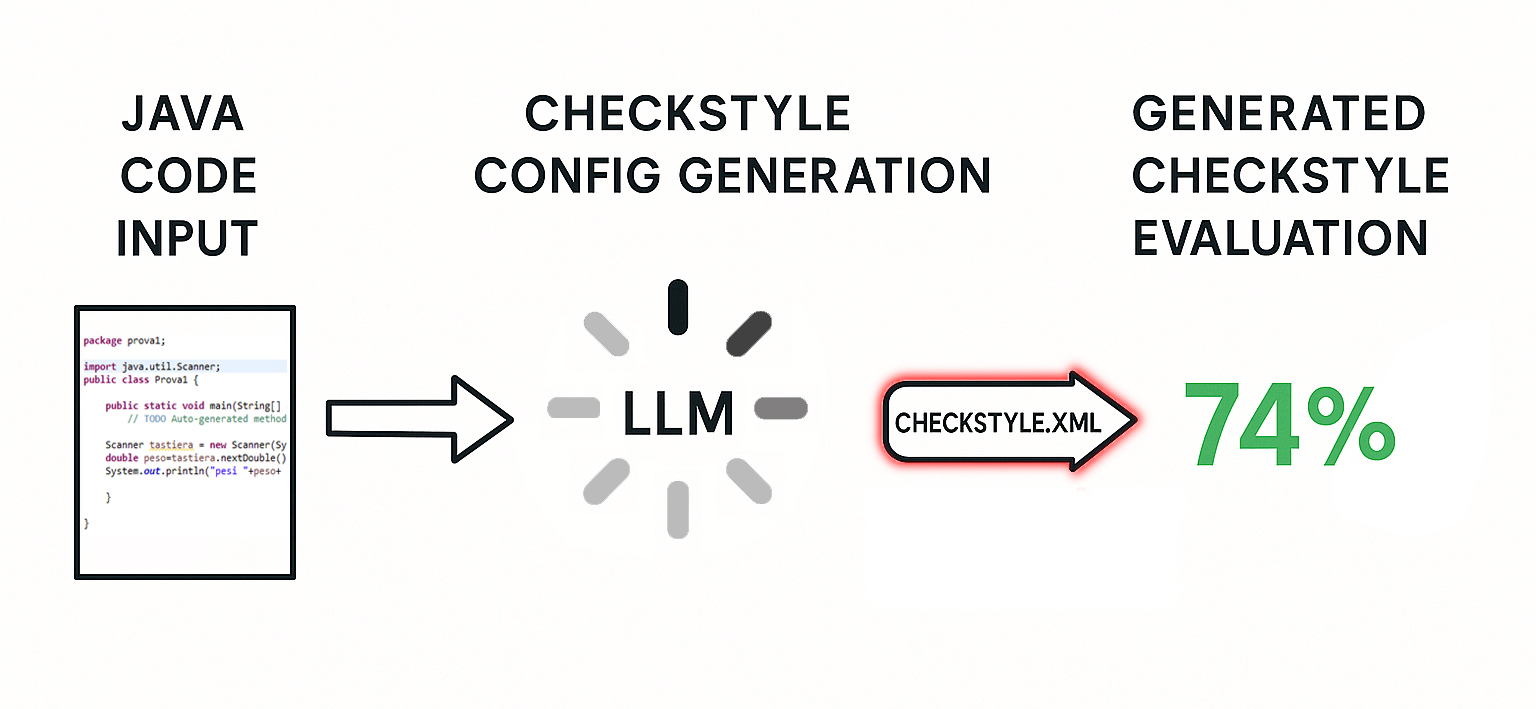 JAVA
CODE
INPUT
CHECKSTYLE
CONFIG GENERATION
GENERATED
CHECKSTYLE
EVALUATION
package prova1;
import java.util.Scanner;
public class Prova1 {
public static void main(String[]
// TODO Auto-generated method
Scanner tastiera = new Scanner(Sy
double peso=tastiera.nextDouble()
System.out.println("pesi "+peso+
}
}
LLM
CHECKSTYLE.XML
74%